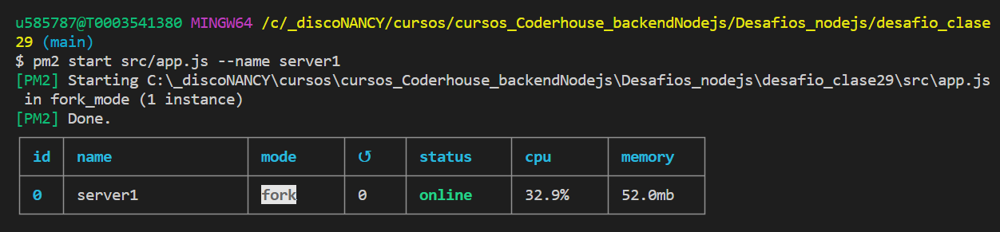 u585787@T0003541380 MINGW64 /c/_discoNANCY/cursos/cursos_Coderhouse_backendNodejs/Desafios_nodejs/desafio_clase
29 (main)
$ pm2 start src/app.js --name server1
[PM2] Starting C:\_discoNANCY\cursos\cursos_Coderhouse_backendNodejs\Desafios_nodejs\desafio_clase29\src\app.js
in fork_mode (1 instance)
[PM2] Done.
id name mode ↺ status cpu memory
0 server1 fork 0 online 32.9% 52.0mb